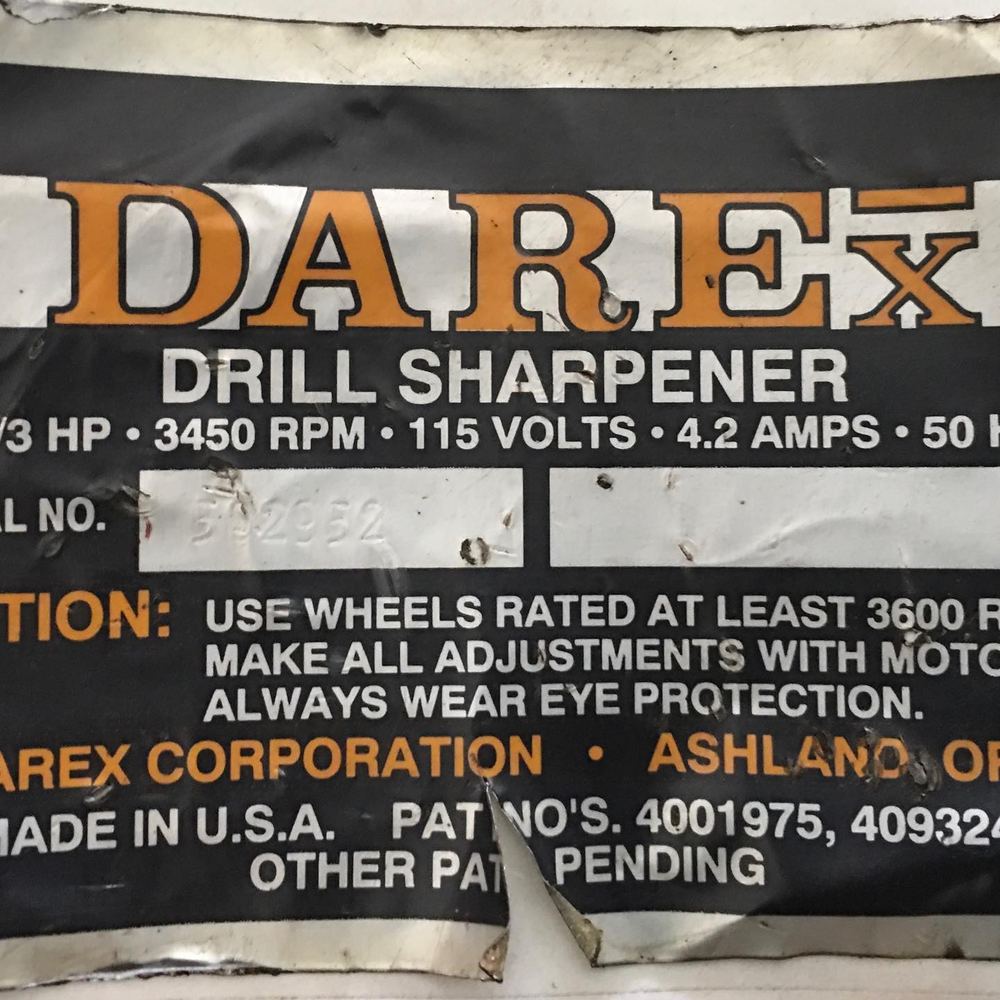 DAREX
DRILL SHARPENER
/3 HP • 3450 RPM • 115 VOLTS • 4.2 AMPS • 50 H
AL NO.
TION: USE WHEELS RATED AT LEAST 3600 R
MAKE ALL ADJUSTMENTS WITH MOTO
ALWAYS WEAR EYE PROTECTION.
AREX CORPORATION • ASHLAND, OR
MADE IN U.S.A. PAT NO'S. 4001975, 409324
OTHER PAT PENDING